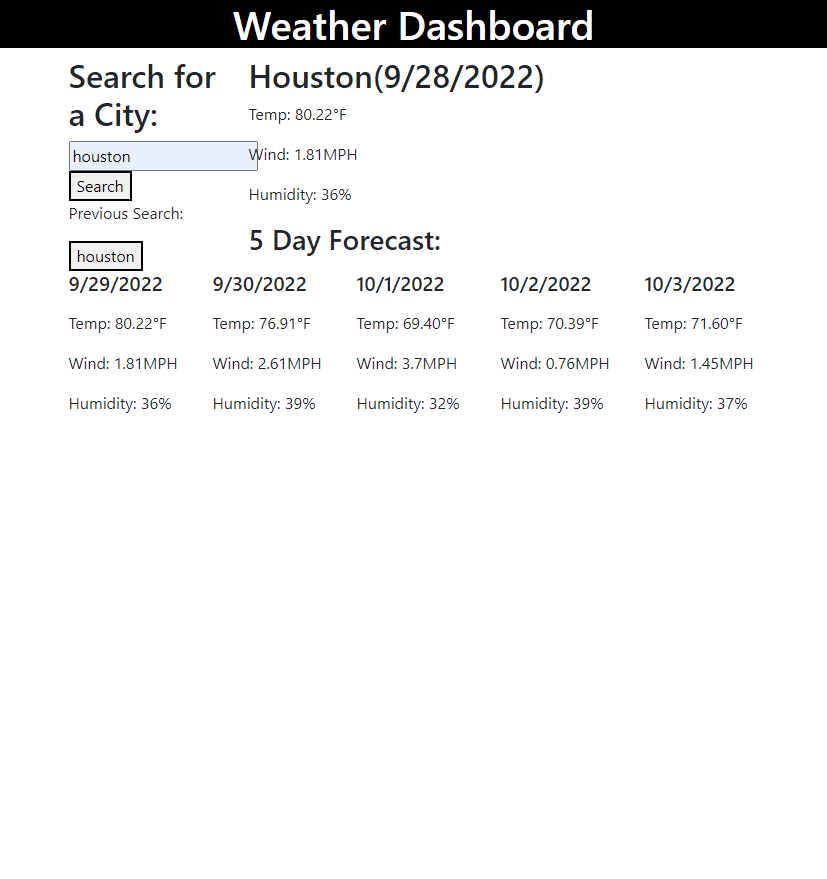 Weather Dashboard
Search for
a City:
houston
Search
Previous Search:
houston
Houston(9/28/2022)
Temp: 80.22°F
Wind: 1.81MPH
Humidity: 36%
5 Day Forecast:
9/29/2022
Temp: 80.22°F
Wind: 1.81MPH
Humidity: 36%
9/30/2022
Temp: 76.91°F
Wind: 2.61MPH
Humidity: 39%
10/1/2022
Temp: 69.40°F
Wind: 3.7MPH
Humidity: 32%
10/2/2022
Temp: 70.39°F
Wind: 0.76MPH
Humidity: 39%
10/3/2022
Temp: 71.60°F
Wind: 1.45MPH
Humidity: 37%